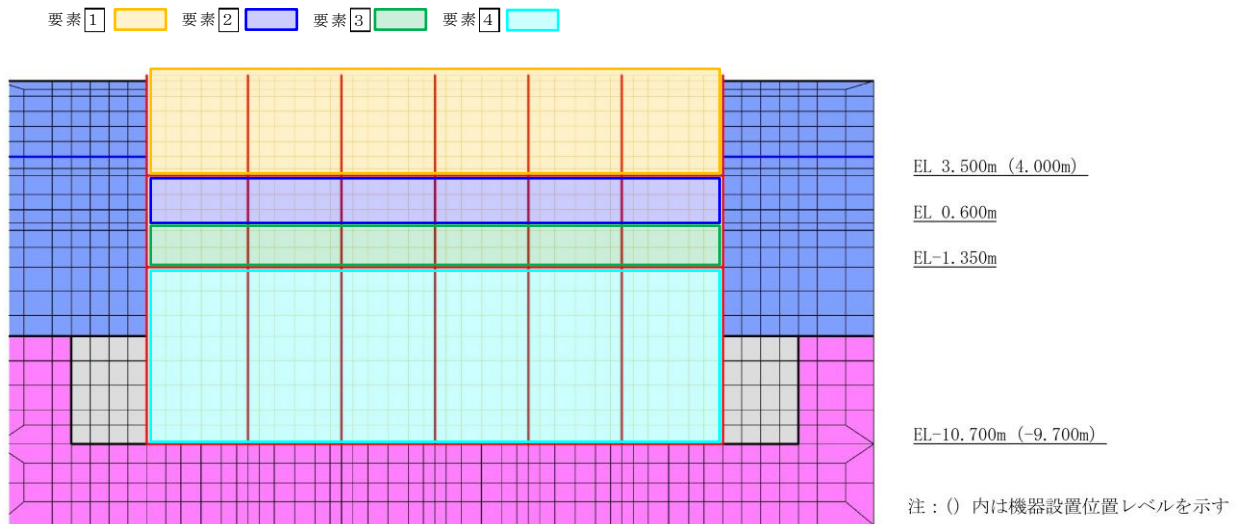 要素1 要素2 要素3 要素4
EL 3.500m (4.000m)
EL 0.600m
EL-1.350m
EL-10.700m (-9.700m)
注：() 内は機器設置位置レベルを示す